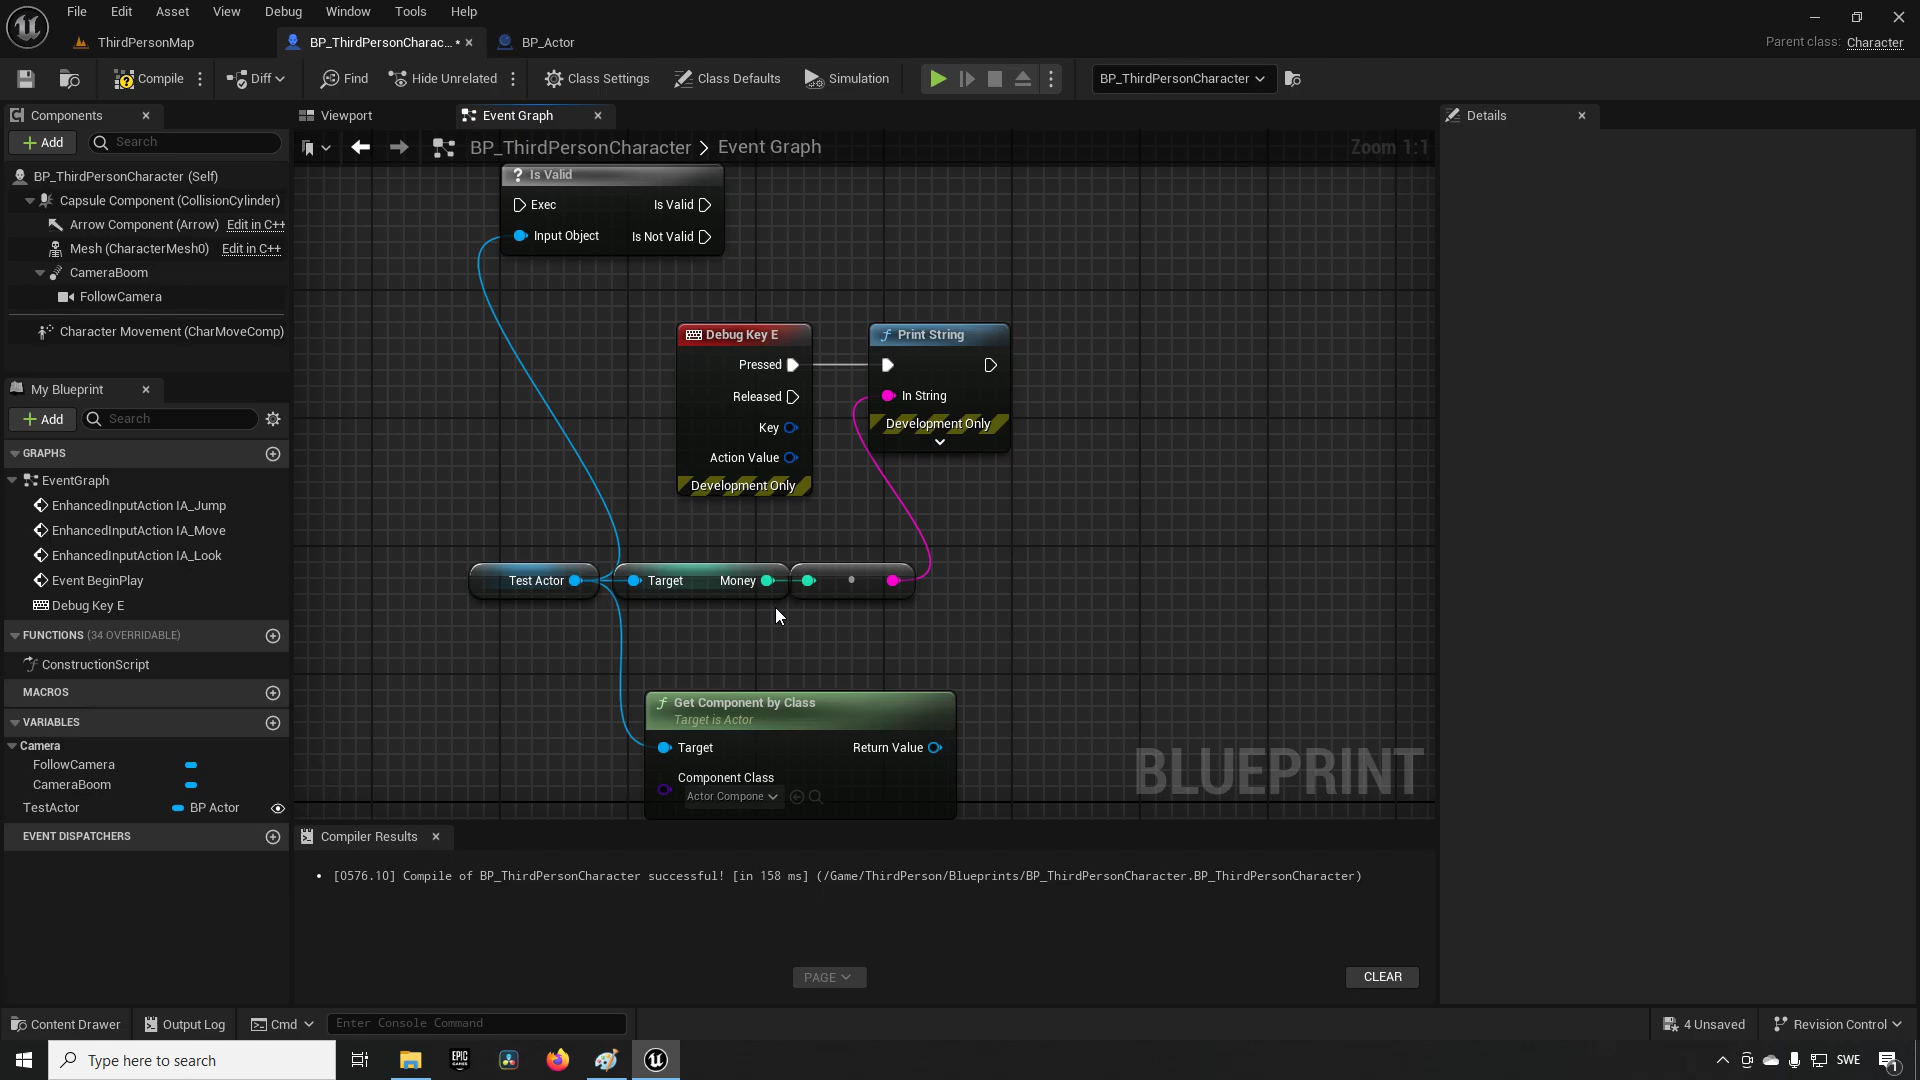 File Edit Asset View Debug Window Tools Help
ThirdPersonMap BP_ThirdPersonCharac... • BP_Actor Parent class: Character
Compile Diff Find Hide Unrelated Class Settings Class Defaults Simulation BP_ThirdPersonCharacter
Components Viewport Event Graph Details
Add Search BP_ThirdPersonCharacter > Event Graph Zoom 1:1
BP_ThirdPersonCharacter (Self)
Capsule Component (CollisionCylinder)
Arrow Component (Arrow) Edit in C++
Mesh (CharacterMesh0) Edit in C++
CameraBoom
FollowCamera
Character Movement (CharMoveComp)
My Blueprint
Add Search
GRAPHS
EventGraph
EnhancedInputAction IA_Jump
EnhancedInputAction IA_Move
EnhancedInputAction IA_Look
Event BeginPlay
Debug Key E
FUNCTIONS (34 OVERRIDABLE)
ConstructionScript
MACROS
VARIABLES
Camera
FollowCamera
CameraBoom
TestActor BP Actor
EVENT DISPATCHERS
? Is Valid
Exec Is Valid
Input Object Is Not Valid
Debug Key E
Pressed
Released
Key
Action Value
Development Only
f Print String
In String
Development Only
Test Actor Target Money
f Get Component by Class
Target is Actor
Target Return Value
Component Class
Actor Compone
BLUEPRINT
Compiler Results
• [0576.10] Compile of BP_ThirdPersonCharacter successful! [in 158 ms] (/Game/ThirdPerson/Blueprints/BP_ThirdPersonCharacter.BP_ThirdPersonCharacter)
PAGE CLEAR
Content Drawer Output Log Cmd Enter Console Command 4 Unsaved Revision Control
Type here to search EPIC GAMES SWE 1